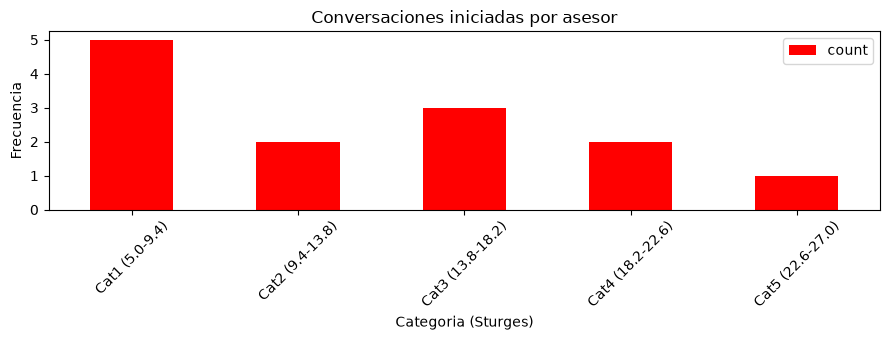 Conversaciones iniciadas por asesor
count
Frecuencia
5
4
3
2
1
0
Cat1 (5.0-9.4)
Cat2 (9.4-13.8)
Cat3 (13.8-18.2)
Cat4 (18.2-22.6)
Cat5 (22.6-27.0)
Categoria (Sturges)